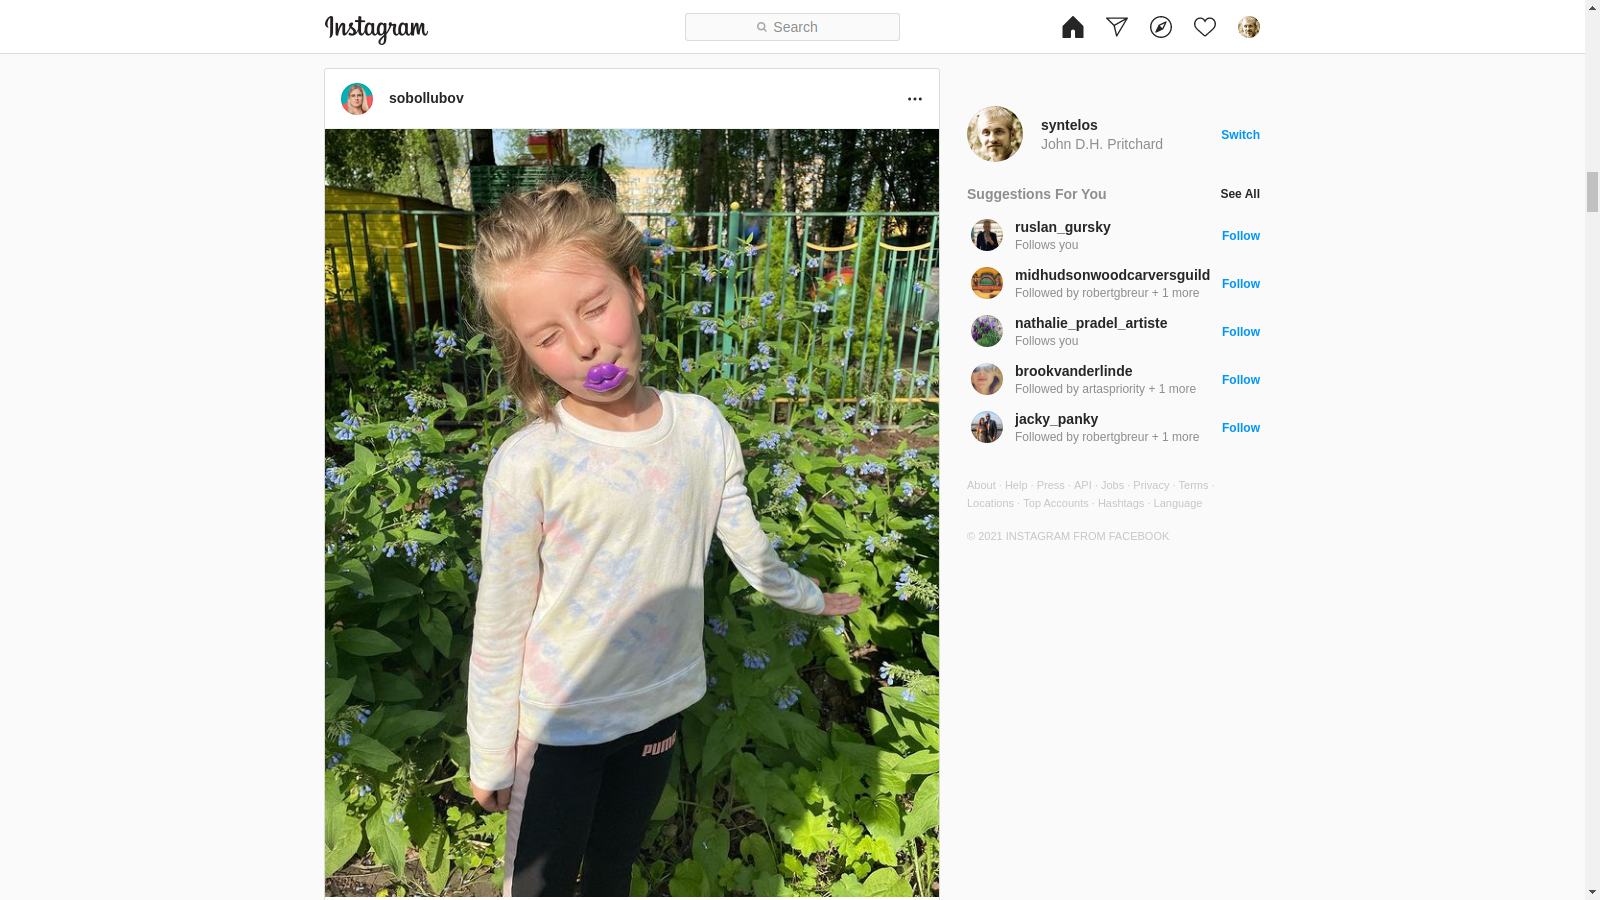 Instagram
Search
sobollubov
PUMA
syntelos
John D.H. Pritchard
Switch
Suggestions For You
See All
ruslan_gursky
Follows you
Follow
midhudsonwoodcarversguild
Followed by robertgbreur + 1 more
Follow
nathalie_pradel_artiste
Follows you
Follow
brookvanderlinde
Followed by artaspriority + 1 more
Follow
jacky_panky
Followed by robertgbreur + 1 more
Follow
About · Help · Press · API · Jobs · Privacy · Terms ·
Locations · Top Accounts · Hashtags · Language
© 2021 INSTAGRAM FROM FACEBOOK